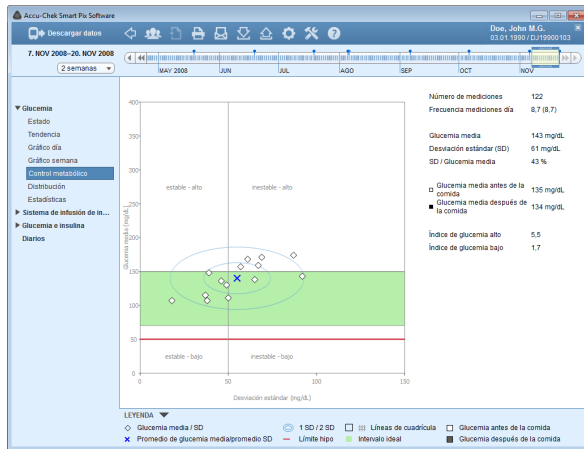 Accu-Chek Smart Pix Software
Descargar datos
Doe, John M.G.
03.01.1990 / DJ19900103
7. NOV 2008–20. NOV 2008
2 semanas
MAY 2008 JUN JUL AGO SEP OCT NOV
Glucemia
Estado
Tendencia
Gráfico día
Gráfico semana
Control metabólico
Distribución
Estadísticas
Sistema de infusión de in...
Glucemia e insulina
Diarios
400
350
300
250
200
150
100
50
0
Glucemia media (mg/dL)
estable - alto
inestable - alto
estable - bajo
inestable - bajo
0 50 100 150
Desviación estándar (mg/dL)
Número de mediciones 122
Frecuencia mediciones día 8,7 (8,7)
Glucemia media 143 mg/dL
Desviación estándar (SD) 61 mg/dL
SD / Glucemia media 43 %
Glucemia media antes de la
comida 135 mg/dL
Glucemia media después de
la comida 134 mg/dL
Índice de glucemia alto 5,5
Índice de glucemia bajo 1,7
LEYENDA
Glucemia media / SD
1 SD / 2 SD
Líneas de cuadrícula
Glucemia antes de la comida
Promedio de glucemia media/promedio SD
Límite hipo
Intervalo ideal
Glucemia después de la comida